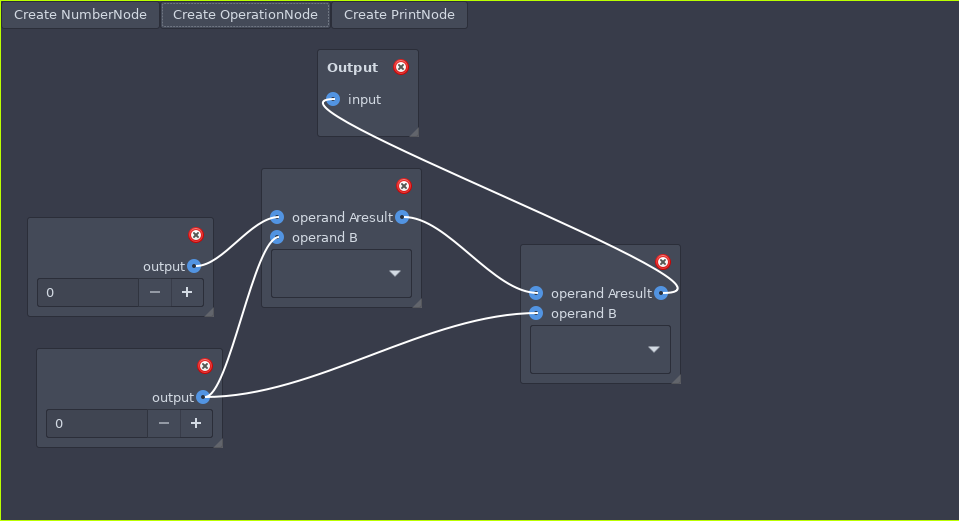 Create NumberNode Create OperationNode Create PrintNode
Output
input
operand Aresult
operand B
output
0 − +
operand Aresult
operand B
output
0 − +